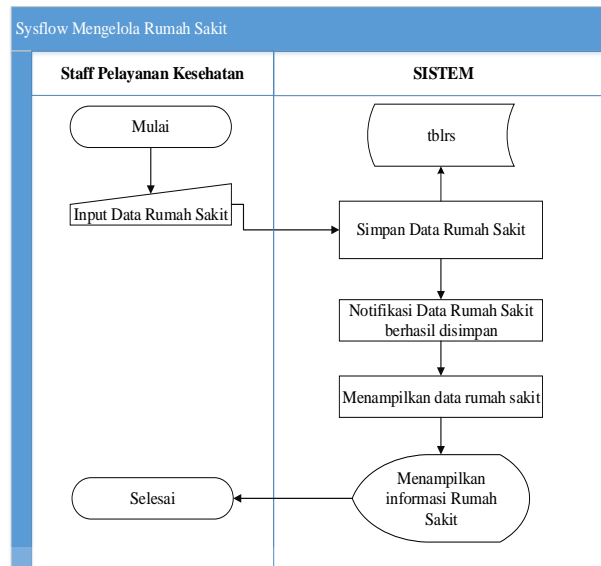 Sysflow Mengelola Rumah Sakit
Staff Pelayanan Kesehatan
SISTEM
Mulai
tblrs
Input Data Rumah Sakit
Simpan Data Rumah Sakit
Notifikasi Data Rumah Sakit
berhasil disimpan
Menampilkan data rumah sakit
Selesai
Menampilkan
informasi Rumah
Sakit